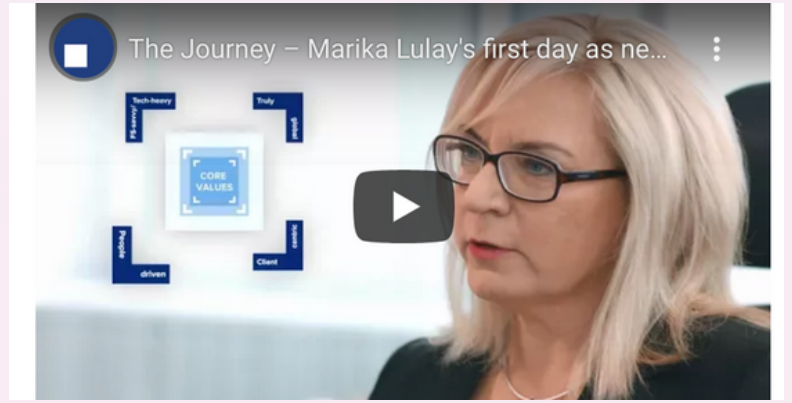 The Journey – Marika Lulay's first day as ne...
FS-savvy/
Tech-heavy
Truly
global
CORE
VALUES
People
driven
Client
centric